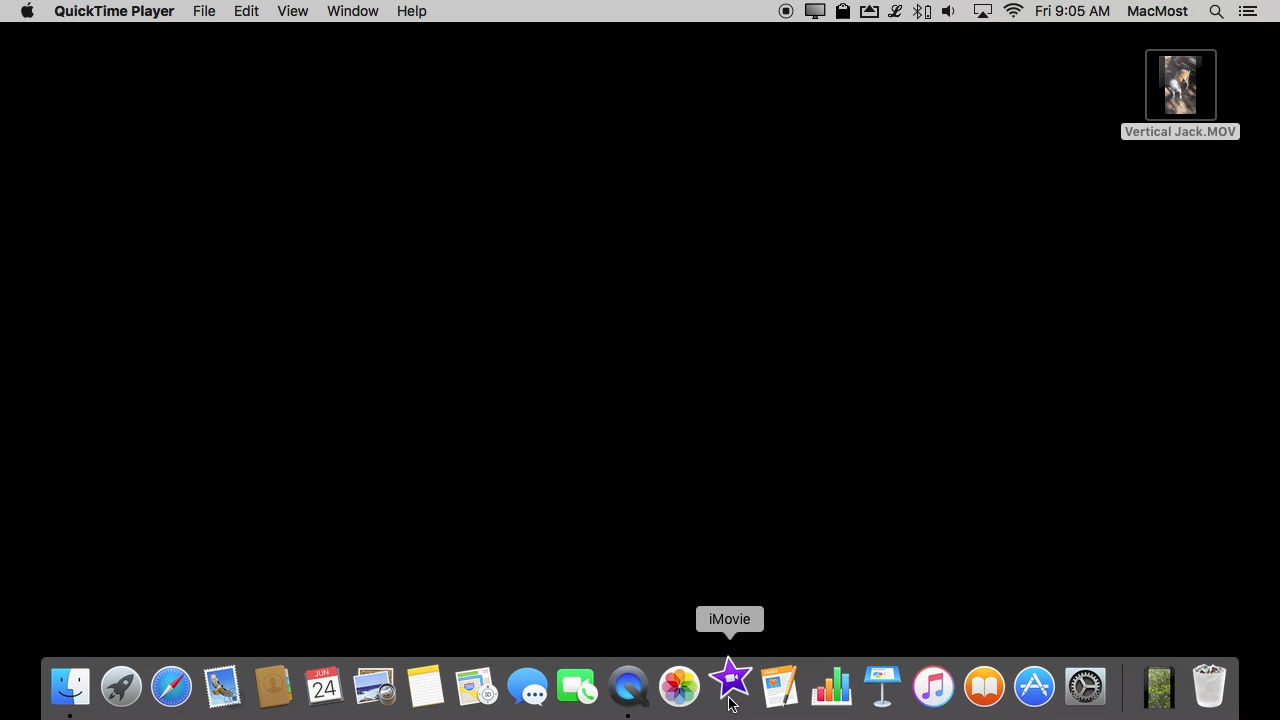 QuickTime Player File Edit View Window Help Fri 9:05 AM MacMost
Vertical Jack.MOV
iMovie
JUN
24